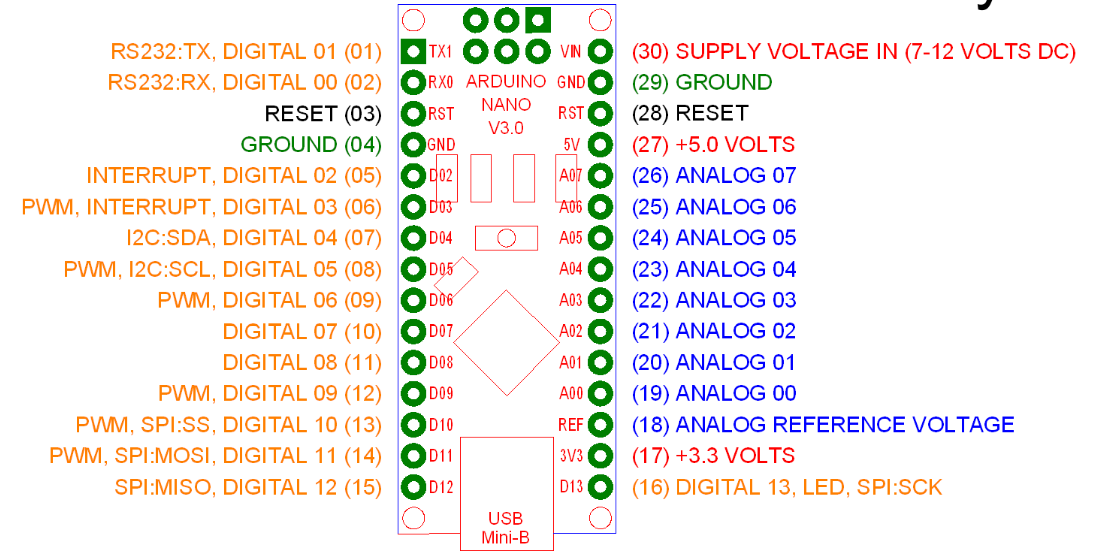 y
RS232:TX, DIGITAL 01 (01) TX1 VIN (30) SUPPLY VOLTAGE IN (7-12 VOLTS DC)
RS232:RX, DIGITAL 00 (02) RX0 ARDUINO GND (29) GROUND
NANO
RESET (03) RST RST (28) RESET
V3.0
GROUND (04) GND 5V (27) +5.0 VOLTS
INTERRUPT, DIGITAL 02 (05) D02 A07 (26) ANALOG 07
PWM, INTERRUPT, DIGITAL 03 (06) D03 A06 (25) ANALOG 06
I2C:SDA, DIGITAL 04 (07) D04 A05 (24) ANALOG 05
PWM, I2C:SCL, DIGITAL 05 (08) D05 A04 (23) ANALOG 04
PWM, DIGITAL 06 (09) D06 A03 (22) ANALOG 03
DIGITAL 07 (10) D07 A02 (21) ANALOG 02
DIGITAL 08 (11) D08 A01 (20) ANALOG 01
PWM, DIGITAL 09 (12) D09 A00 (19) ANALOG 00
PWM, SPI:SS, DIGITAL 10 (13) D10 REF (18) ANALOG REFERENCE VOLTAGE
PWM, SPI:MOSI, DIGITAL 11 (14) D11 3V3 (17) +3.3 VOLTS
SPI:MISO, DIGITAL 12 (15) D12 D13 (16) DIGITAL 13, LED, SPI:SCK
USB
Mini-B